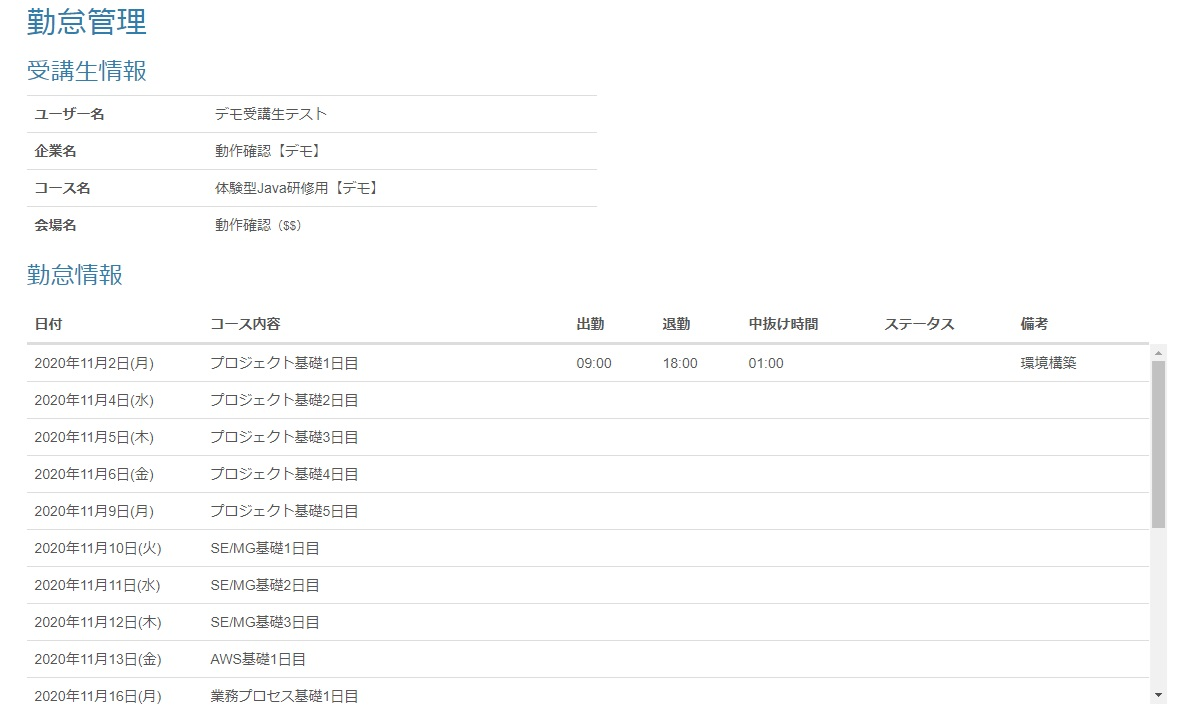 勤怠管理
受講生情報
ユーザー名 デモ受講生テスト
企業名 動作確認【デモ】
コース名 体験型Java研修用【デモ】
会場名 動作確認（$$）
勤怠情報
日付 コース内容 出勤 退勤 中抜け時間 ステータス 備考
2020年11月2日(月) プロジェクト基礎1日目 09:00 18:00 01:00 環境構築
2020年11月4日(水) プロジェクト基礎2日目
2020年11月5日(木) プロジェクト基礎3日目
2020年11月6日(金) プロジェクト基礎4日目
2020年11月9日(月) プロジェクト基礎5日目
2020年11月10日(火) SE/MG基礎1日目
2020年11月11日(水) SE/MG基礎2日目
2020年11月12日(木) SE/MG基礎3日目
2020年11月13日(金) AWS基礎1日目
2020年11月16日(月) 業務プロセス基礎1日目